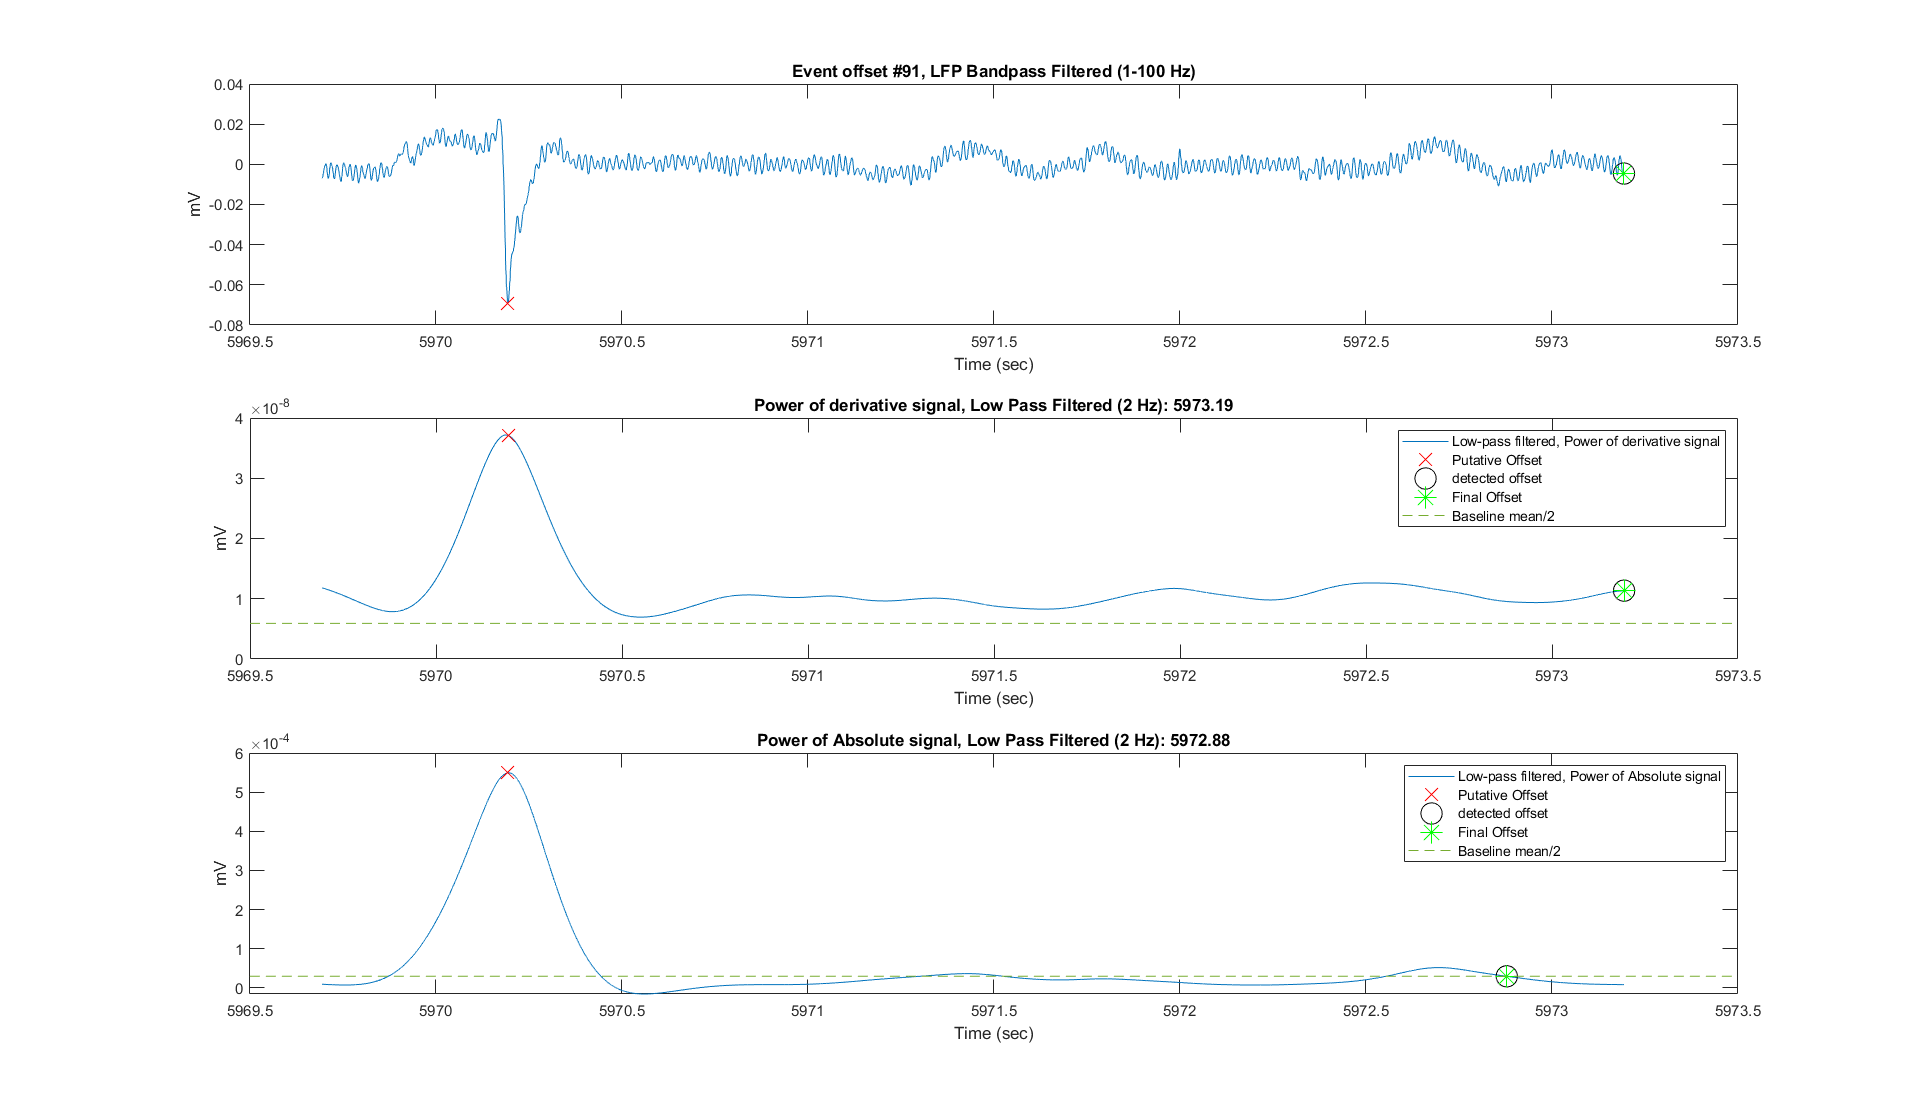 Event offset #91, LFP Bandpass Filtered (1-100 Hz)
0.04
0.02
0
-0.02
-0.04
-0.06
-0.08
mV
5969.5 5970 5970.5 5971 5971.5 5972 5972.5 5973 5973.5
Time (sec)
Power of derivative signal, Low Pass Filtered (2 Hz): 5973.19
×10-8
4
3
2
1
0
mV
Low-pass filtered, Power of derivative signal
Putative Offset
detected offset
Final Offset
Baseline mean/2
5969.5 5970 5970.5 5971 5971.5 5972 5972.5 5973 5973.5
Time (sec)
Power of Absolute signal, Low Pass Filtered (2 Hz): 5972.88
×10-4
6
5
4
3
2
1
0
mV
Low-pass filtered, Power of Absolute signal
Putative Offset
detected offset
Final Offset
Baseline mean/2
5969.5 5970 5970.5 5971 5971.5 5972 5972.5 5973 5973.5
Time (sec)